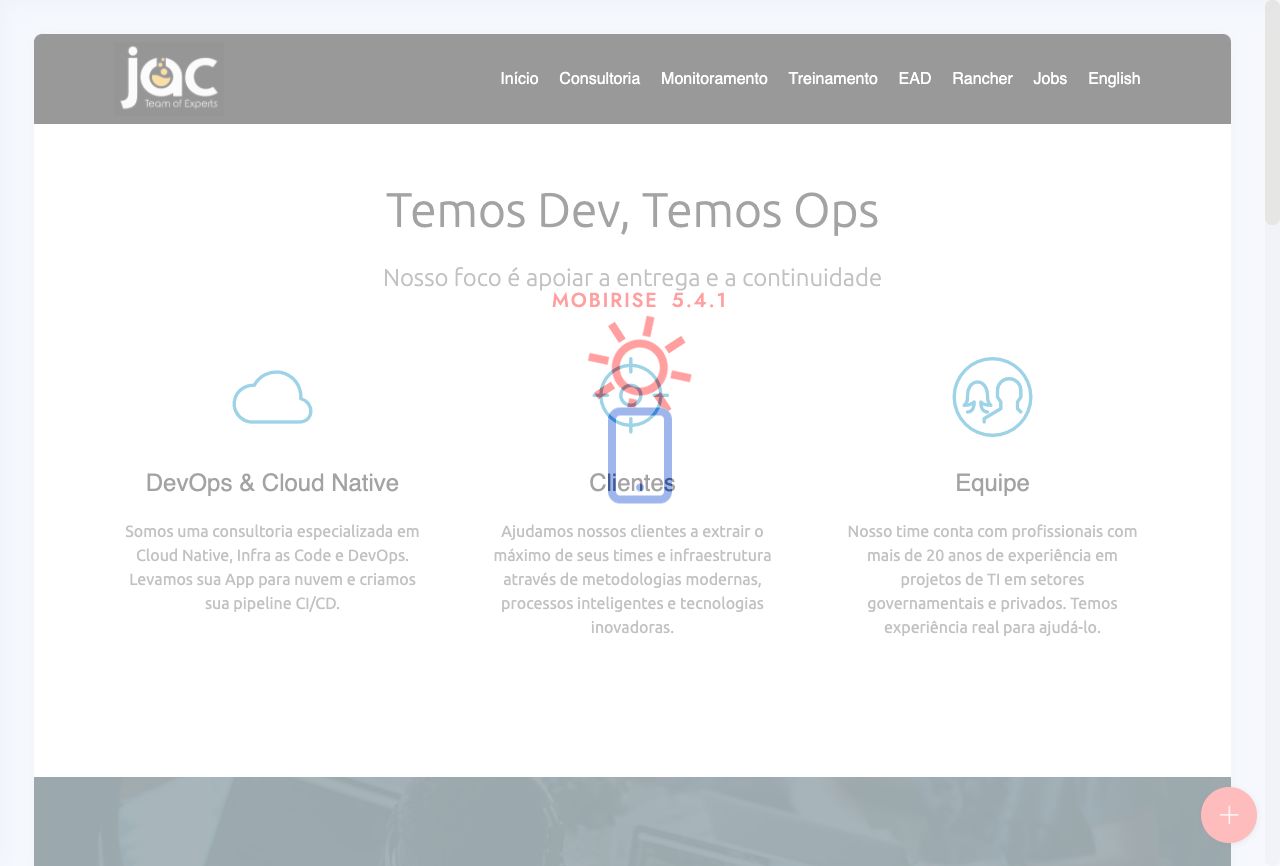 jac
Team of Experts
Início Consultoria Monitoramento Treinamento EAD Rancher Jobs English
Temos Dev, Temos Ops
Nosso foco é apoiar a entrega e a continuidade
MOBIRISE 5.4.1
DevOps & Cloud Native
Somos uma consultoria especializada em
Cloud Native, Infra as Code e DevOps.
Levamos sua App para nuvem e criamos
sua pipeline CI/CD.
Clientes
Ajudamos nossos clientes a extrair o
máximo de seus times e infraestrutura
através de metodologias modernas,
processos inteligentes e tecnologias
inovadoras.
Equipe
Nosso time conta com profissionais com
mais de 20 anos de experiência em
projetos de TI em setores
governamentais e privados. Temos
experiência real para ajudá-lo.